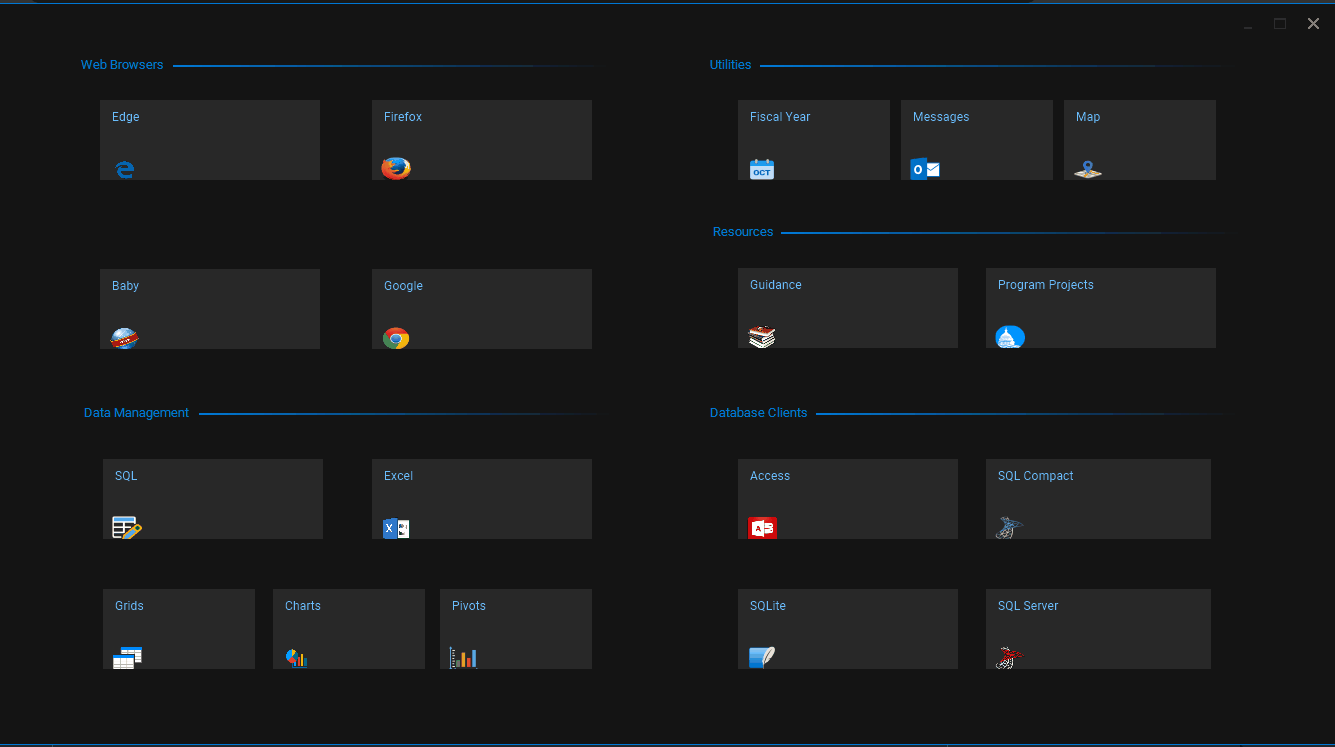 Web Browsers
Edge
Firefox
Baby
Google
Utilities
Fiscal Year
OCT
Messages
O
Map
Resources
Guidance
Program Projects
Data Management
SQL
Excel
X
Grids
Charts
Pivots
Database Clients
Access
A
SQL Compact
SQLite
SQL Server